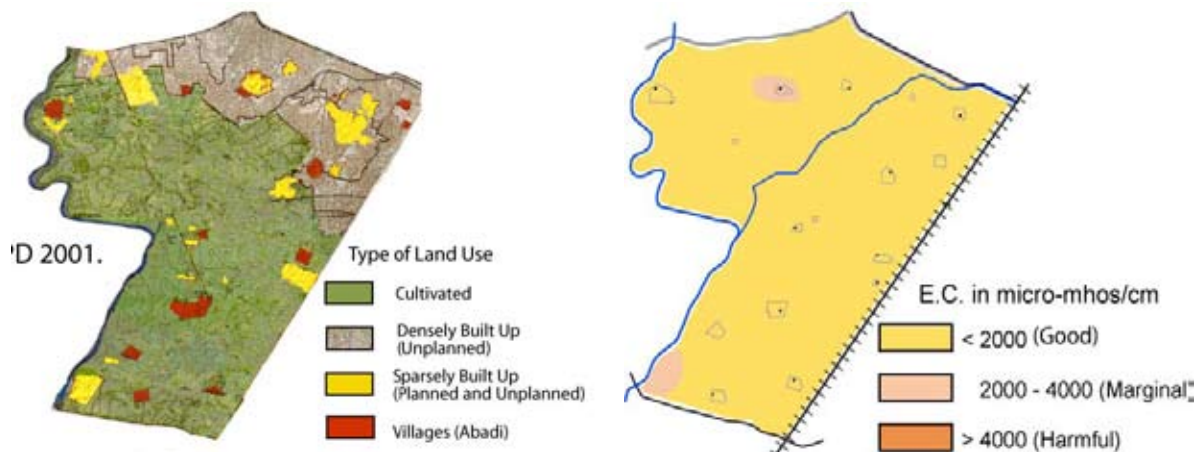 'D 2001.
Type of Land Use
Cultivated
Densely Built Up
(Unplanned)
Sparsely Built Up
(Planned and Unplanned)
Villages (Abadi)
E.C. in micro-mhos/cm
< 2000 (Good)
2000 - 4000 (Marginal
> 4000 (Harmful)